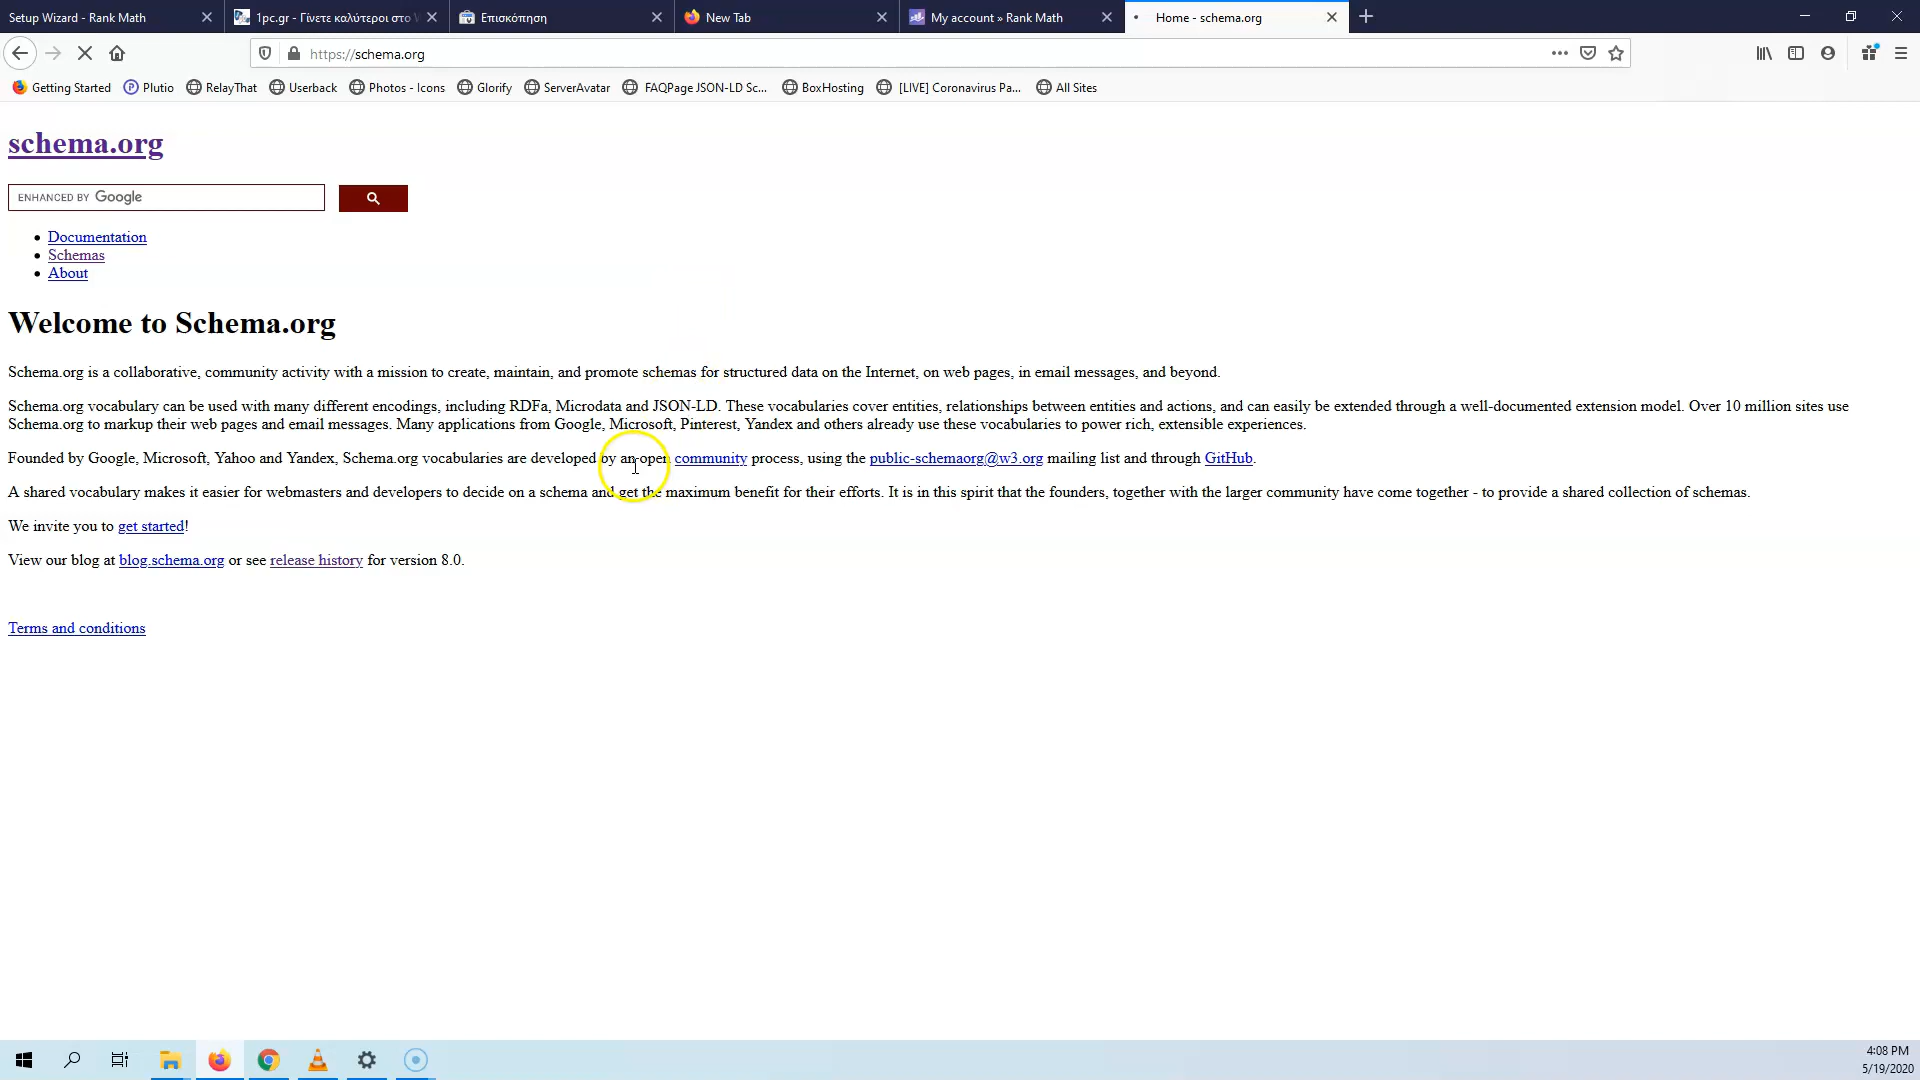 Setup Wizard - Rank Math
1pc.gr - Γίνετε καλύτεροι στο
Επισκόπηση
New Tab
My account » Rank Math
Home - schema.org
https://schema.org
Getting Started
Plutio
RelayThat
Userback
Photos - Icons
Glorify
ServerAvatar
FAQPage JSON-LD Sc...
BoxHosting
[LIVE] Coronavirus Pa...
All Sites
schema.org
ENHANCED BY Google
Documentation
Schemas
About
Welcome to Schema.org
Schema.org is a collaborative, community activity with a mission to create, maintain, and promote schemas for structured data on the Internet, on web pages, in email messages, and beyond.
Schema.org vocabulary can be used with many different encodings, including RDFa, Microdata and JSON-LD. These vocabularies cover entities, relationships between entities and actions, and can easily be extended through a well-documented extension model. Over 10 million sites use
Schema.org to markup their web pages and email messages. Many applications from Google, Microsoft, Pinterest, Yandex and others already use these vocabularies to power rich, extensible experiences.
Founded by Google, Microsoft, Yahoo and Yandex, Schema.org vocabularies are developed by an open community process, using the public-schemaorg@w3.org mailing list and through GitHub.
A shared vocabulary makes it easier for webmasters and developers to decide on a schema and get the maximum benefit for their efforts. It is in this spirit that the founders, together with the larger community have come together - to provide a shared collection of schemas.
We invite you to get started!
View our blog at blog.schema.org or see release history for version 8.0.
Terms and conditions
4:08 PM
5/19/2020